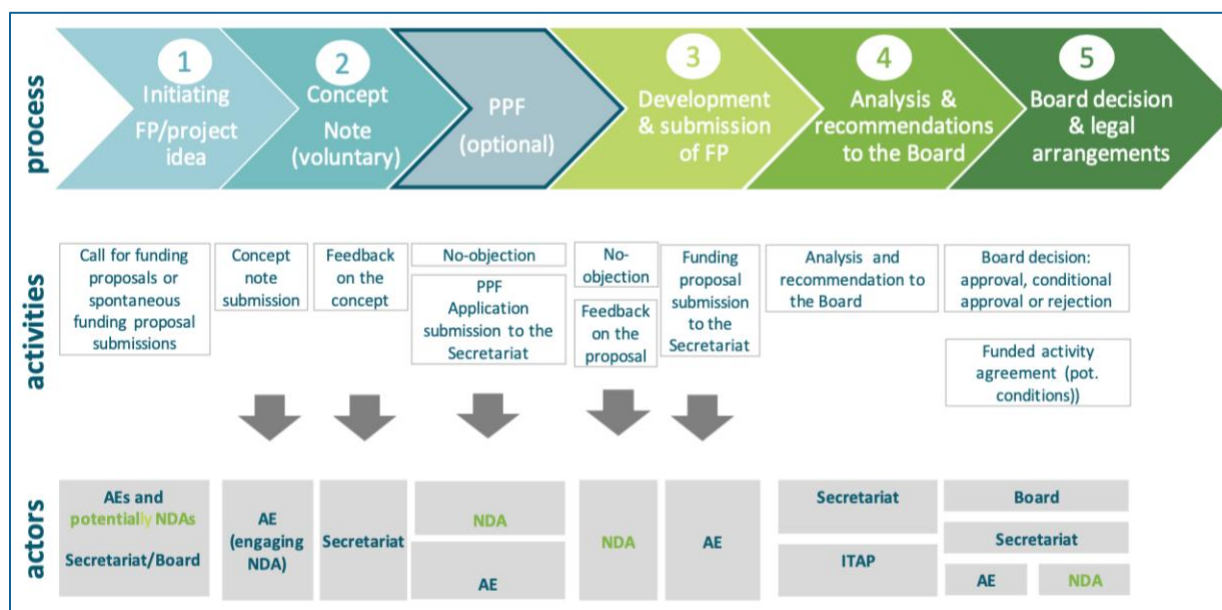 process
1
Initiating
FP/project
idea
2
Concept
Note
(voluntary)
PPF
(optional)
3
Development
& submission
of FP
4
Analysis &
recommendations
to the Board
5
Board decision
& legal
arrangements
activities
Call for funding
proposals or
spontaneous
funding proposal
submissions
Concept
note
submission
Feedback
on the
concept
No-objection
PPF
Application
submission to the
Secretariat
No-
objection
Feedback
on the
proposal
Funding
proposal
submission
to the
Secretariat
Analysis and
recommendation to
the Board
Board decision:
approval, conditional
approval or rejection
Funded activity
agreement (pot.
conditions))
actors
AEs and
potentially NDAs
Secretariat/Board
AE
(engaging
NDA)
Secretariat
NDA
AE
NDA
AE
Secretariat
ITAP
Board
Secretariat
AE
NDA